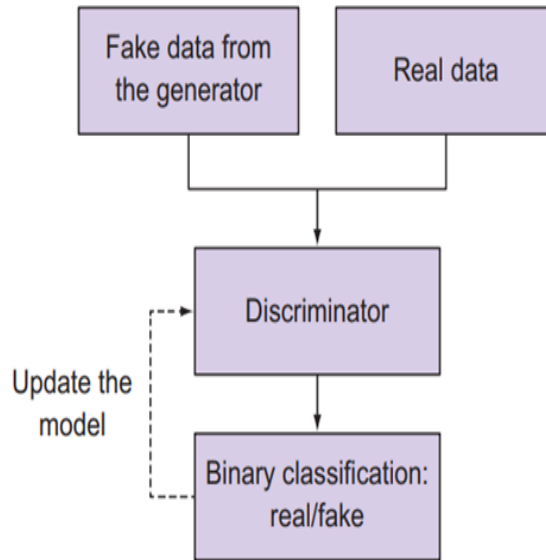 Fake data from
the generator
Real data
Discriminator
Update the
model
Binary classification:
real/fake